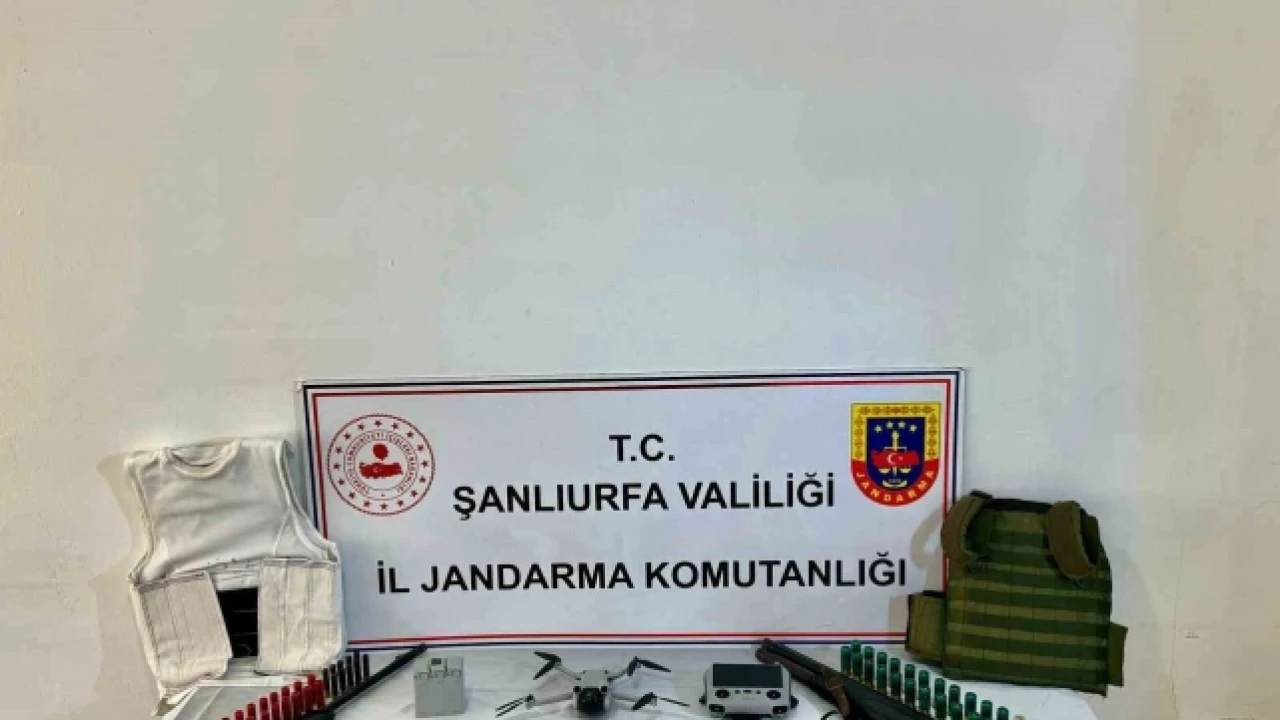 T.C.
ŞANLIURFA VALİLİĞİ
İL JANDARMA KOMUTANLIĞI
JANDARMA